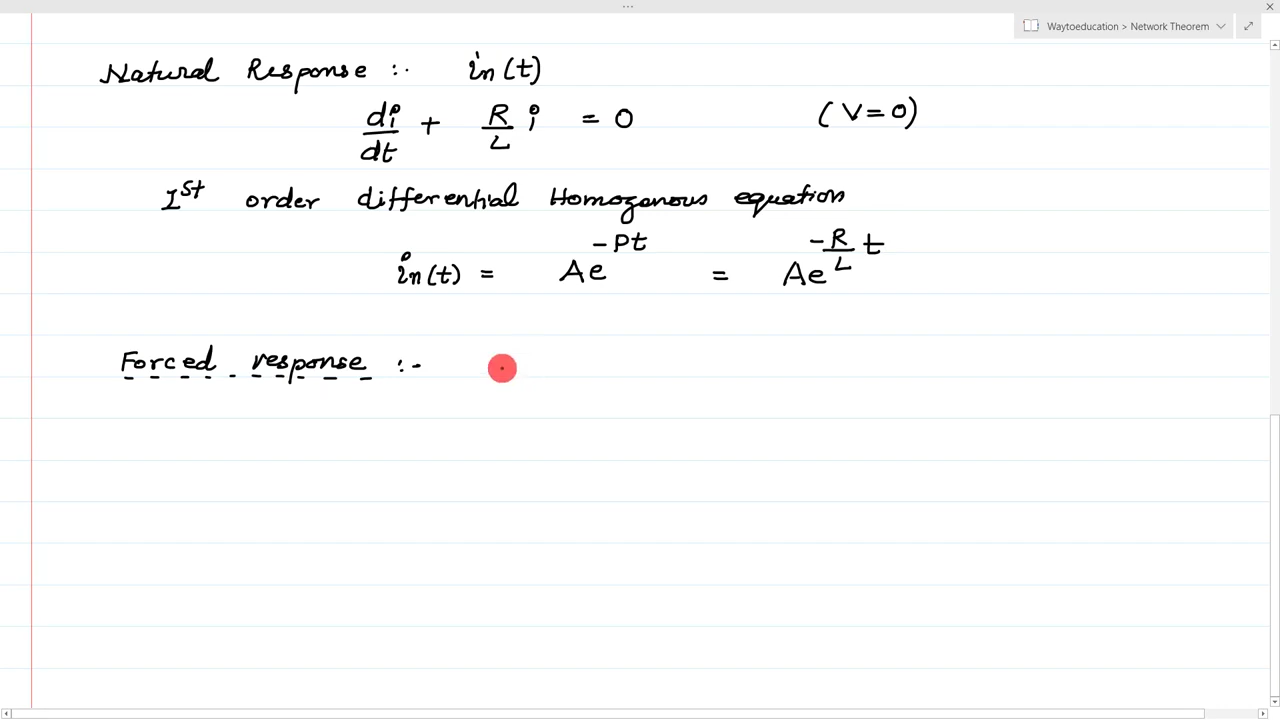 Waytoeducation > Network Theorem
Natural Response :. in(t)
di/dt + R/L i = 0 (V=0)
Ist order differential Homogenous equation
in(t) = Ae^-Pt = Ae^-R/L t
Forced response :-